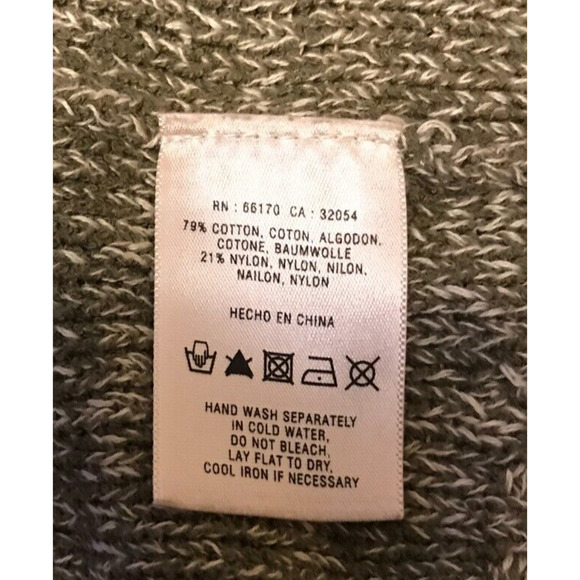 RN : 66170 CA : 32054
79% COTTON, COTON, ALGODON,
COTONE, BAUMWOLLE
21% NYLON, NYLON, NILON,
NAILON, NYLON
HECHO EN CHINA
HAND WASH SEPARATELY
IN COLD WATER,
DO NOT BLEACH,
LAY FLAT TO DRY,
COOL IRON IF NECESSARY